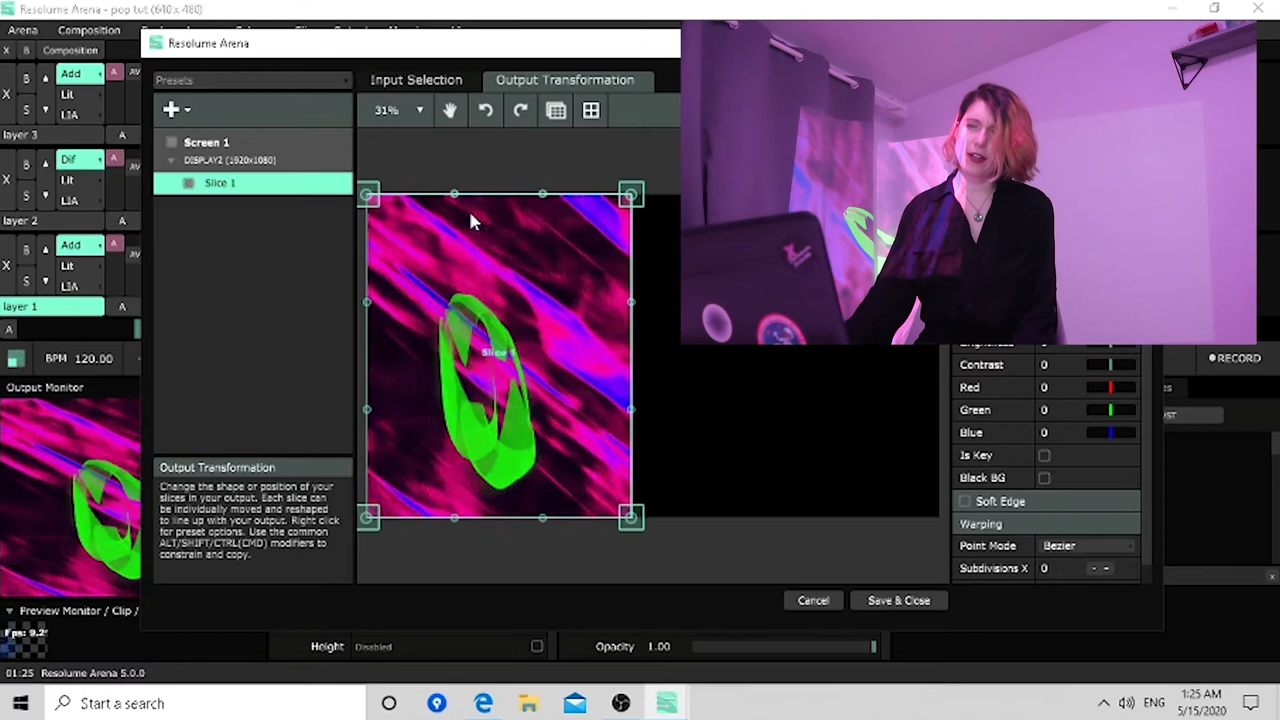 Resolume Arena - pop tut (640 x 480)
Arena
Composition
X
B
Composition
Resolume Arena
Presets
Input Selection
Output Transformation
31%
Screen 1
DISPLAY2 (1920x1080)
Slice 1
B
Add
A
Lit
X
S
LIA
layer 3
A
B
Dif
A
AV
Lit
X
S
LIA
layer 2
A
B
Add
A
AV
Lit
X
S
LIA
layer 1
A
A
BPM 120.00
Output Monitor
Slice
Output Transformation
Change the shape or position of your
slices in your output. Each slice can
be individually moved and reshaped
to line up with your output. Right click
for preset options. Use the common
ALT/SHIFT/CTRL(CMD) modifiers to
constrain and copy.
RECORD
Contrast 0
Red 0
Green 0
Blue 0
Is Key
Black BG
Soft Edge
Warping
Point Mode Bezier
Subdivisions X 0
Cancel
Save & Close
Preview Monitor / Clip /
Height Disabled
Opacity 1.00
01:25 Resolume Arena 5.0.0
Start a search
ENG
1:25 AM
5/15/2020